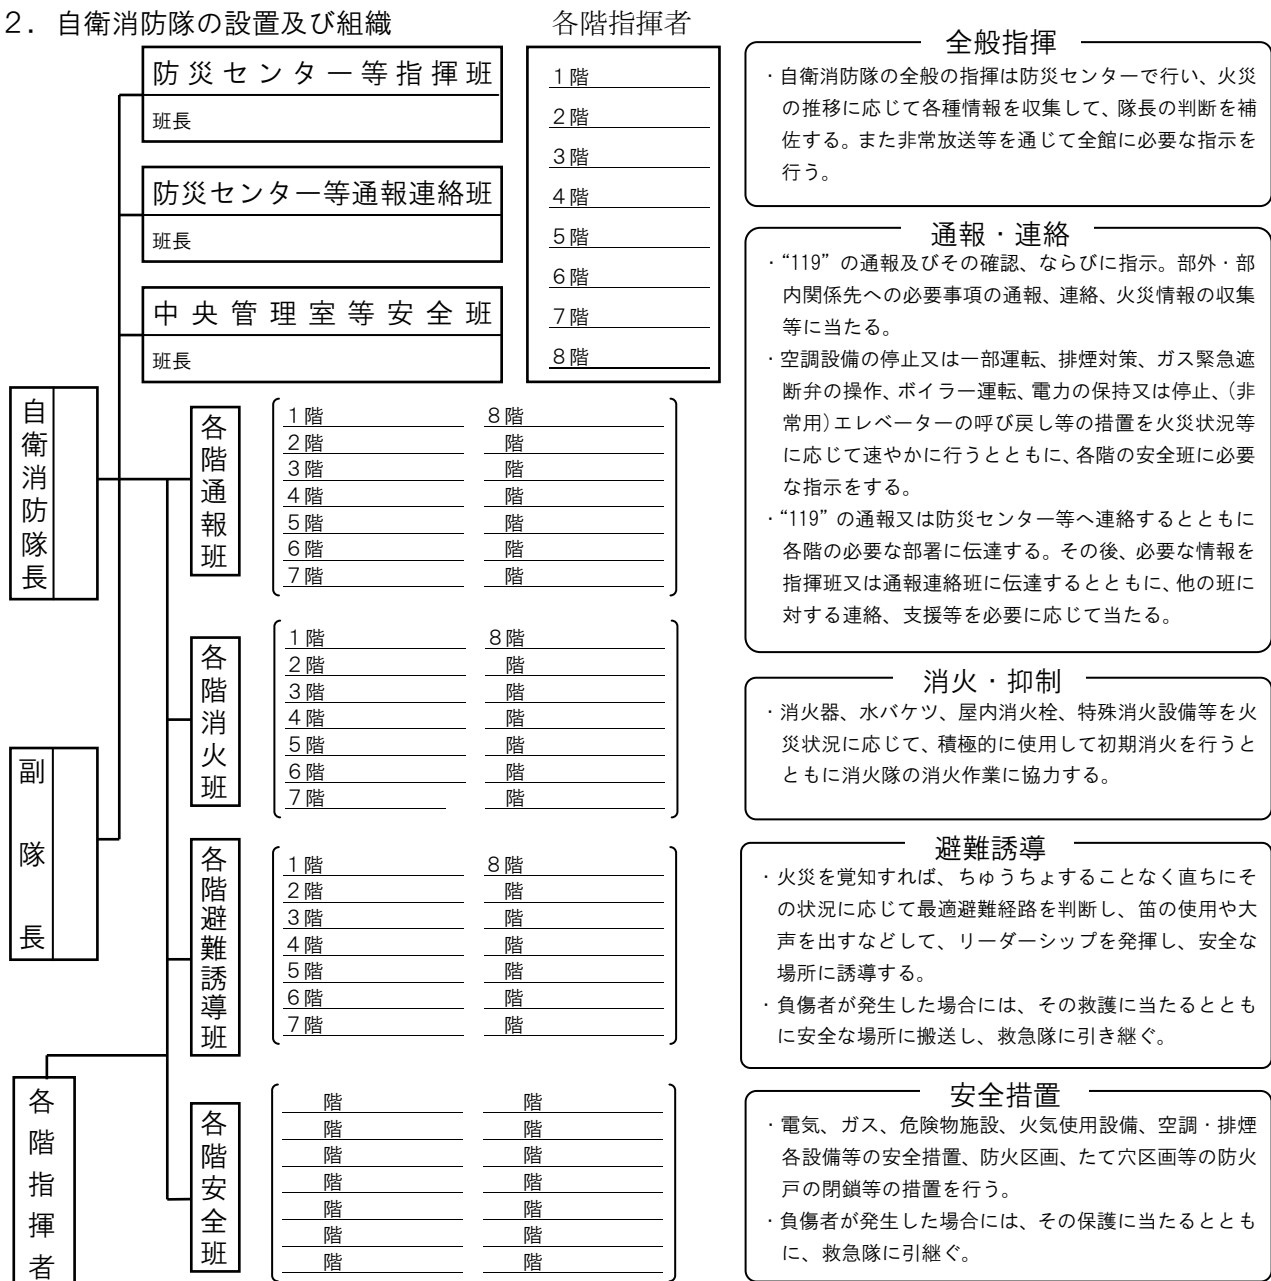 2．自衛消防隊の設置及び組織
各階指揮者
防災センター等指揮班
班長
防災センター等通報連絡班
班長
中央管理室等安全班
班長
1階
2階
3階
4階
5階
6階
7階
8階
自衛消防隊長
副隊長
各階指揮者
各階通報班
1階 8階
2階 階
3階 階
4階 階
5階 階
6階 階
7階 階
各階消火班
1階 8階
2階 階
3階 階
4階 階
5階 階
6階 階
7階 階
各階避難誘導班
1階 8階
2階 階
3階 階
4階 階
5階 階
6階 階
7階 階
各階安全班
階 階
階 階
階 階
階 階
階 階
階 階
階 階
全般指揮
・自衛消防隊の全般の指揮は防災センターで行い、火災
の推移に応じて各種情報を収集して、隊長の判断を補
佐する。また非常放送等を通じて全館に必要な指示を
行う。
通報・連絡
・“119”の通報及びその確認、ならびに指示。部外・部
内関係先への必要事項の通報、連絡、火災情報の収集
等に当たる。
・空調設備の停止又は一部運転、排煙対策、ガス緊急遮
断弁の操作、ボイラー運転、電力の保持又は停止、(非
常用)エレベーターの呼び戻し等の措置を火災状況等
に応じて速やかに行うとともに、各階の安全班に必要
な指示をする。
・“119”の通報又は防災センター等へ連絡するとともに
各階の必要な部署に伝達する。その後、必要な情報を
指揮班又は通報連絡班に伝達するとともに、他の班に
対する連絡、支援等を必要に応じて当たる。
消火・抑制
・消火器、水バケツ、屋内消火栓、特殊消火設備等を火
災状況に応じて、積極的に使用して初期消火を行うと
ともに消火隊の消火作業に協力する。
避難誘導
・火災を覚知すれば、ちゅうちょすることなく直ちにそ
の状況に応じて最適避難経路を判断し、笛の使用や大
声を出すなどして、リーダーシップを発揮し、安全な
場所に誘導する。
・負傷者が発生した場合には、その救護に当たるととも
に安全な場所に搬送し、救急隊に引き継ぐ。
安全措置
・電気、ガス、危険物施設、火気使用設備、空調・排煙
各設備等の安全措置、防火区画、たて穴区画等の防火
戸の閉鎖等の措置を行う。
・負傷者が発生した場合には、その保護に当たるととも
に、救急隊に引継ぐ。